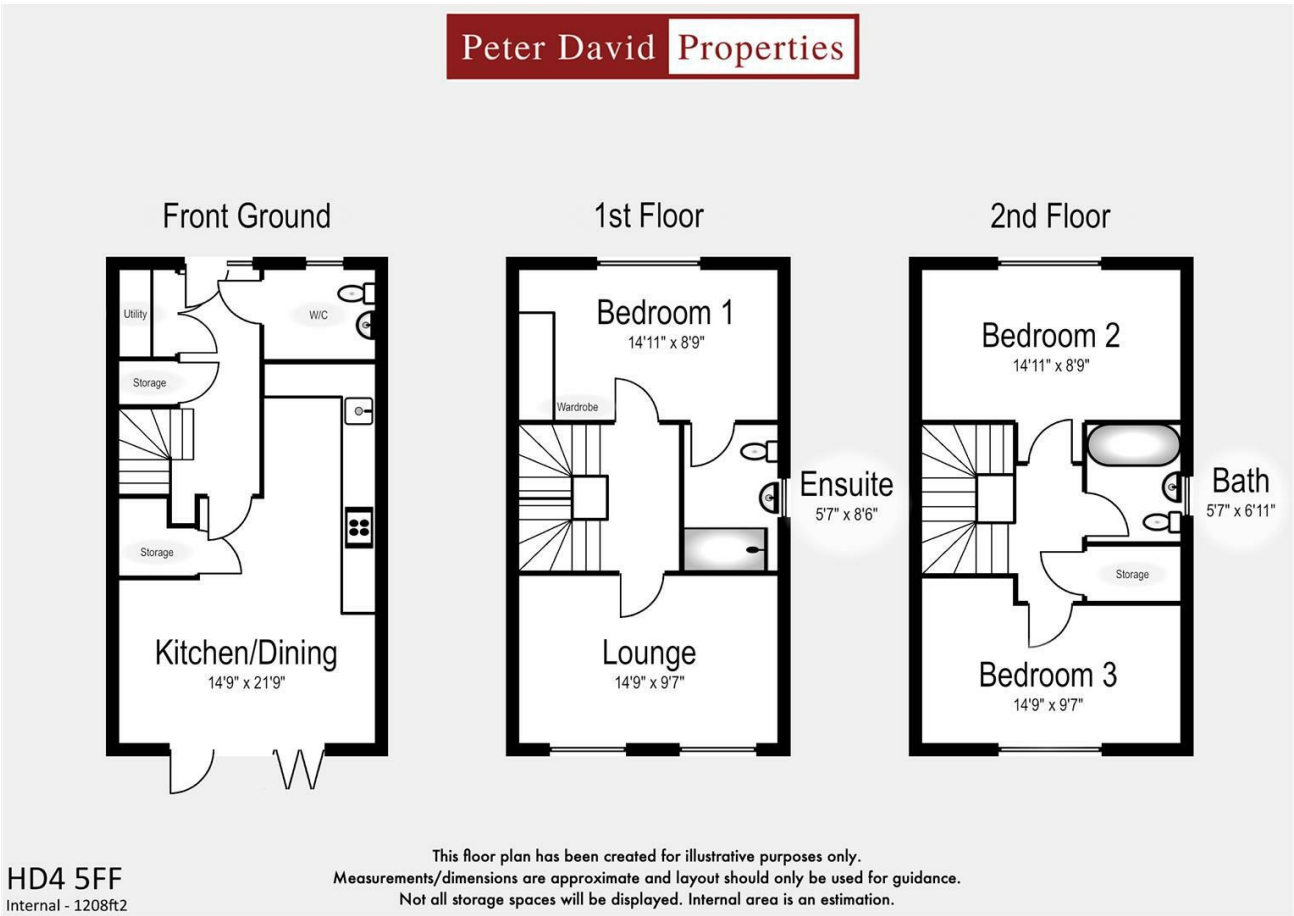 Peter David Properties
Front Ground
1st Floor
2nd Floor
Utility
W/C
Storage
Storage
Kitchen/Dining
14'9" x 21'9"
Bedroom 1
14'11" x 8'9"
Wardrobe
Ensuite
5'7" x 8'6"
Lounge
14'9" x 9'7"
Bedroom 2
14'11" x 8'9"
Bath
5'7" x 6'11"
Storage
Bedroom 3
14'9" x 9'7"
HD4 5FF
Internal - 1208ft2
This floor plan has been created for illustrative purposes only.
Measurements/dimensions are approximate and layout should only be used for guidance.
Not all storage spaces will be displayed. Internal area is an estimation.